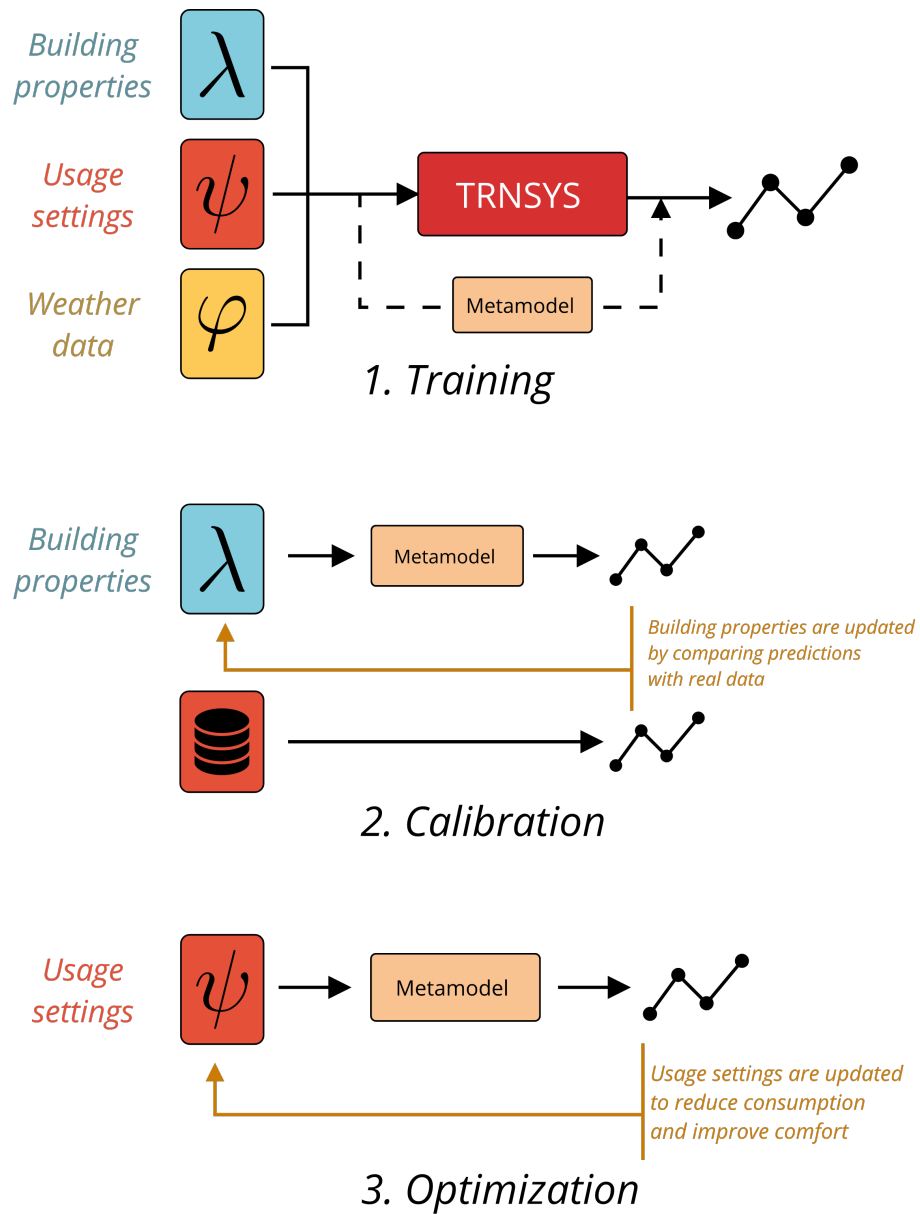 Building
properties
λ
Usage
settings
ψ
Weather
data
φ
TRNSYS
Metamodel
1. Training
Building
properties
λ
Metamodel
Building properties are updated
by comparing predictions
with real data
2. Calibration
Usage
settings
ψ
Metamodel
Usage settings are updated
to reduce consumption
and improve comfort
3. Optimization